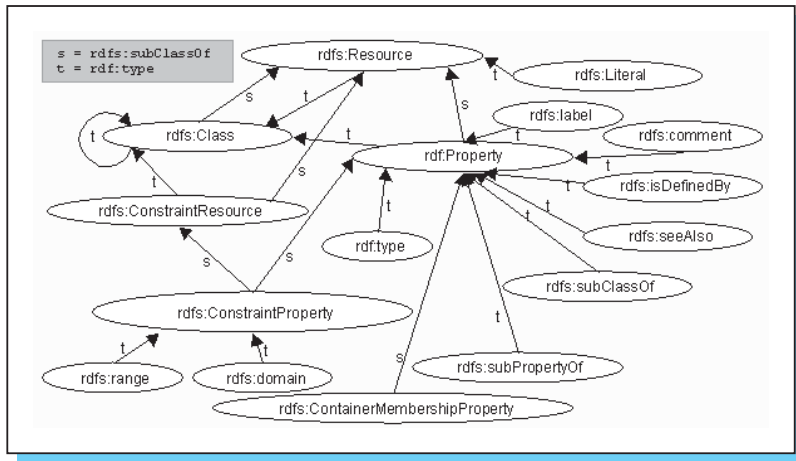 s = rdfs:subClassOf
t = rdf:type
rdfs:Resource
t
rdfs:Literal
s
t
s
rdfs:label
t
t
rdfs:Class
t
rdfs:comment
t
rdf:Property
s
t
t
rdfs:isDefinedBy
rdfs:ConstraintResource
t
t
t
rdf:type
rdfs:seeAlso
s
s
rdfs:subClassOf
rdfs:ConstraintProperty
t
t
t
s
rdfs:subPropertyOf
rdfs:range
rdfs:domain
rdfs:ContainerMembershipProperty